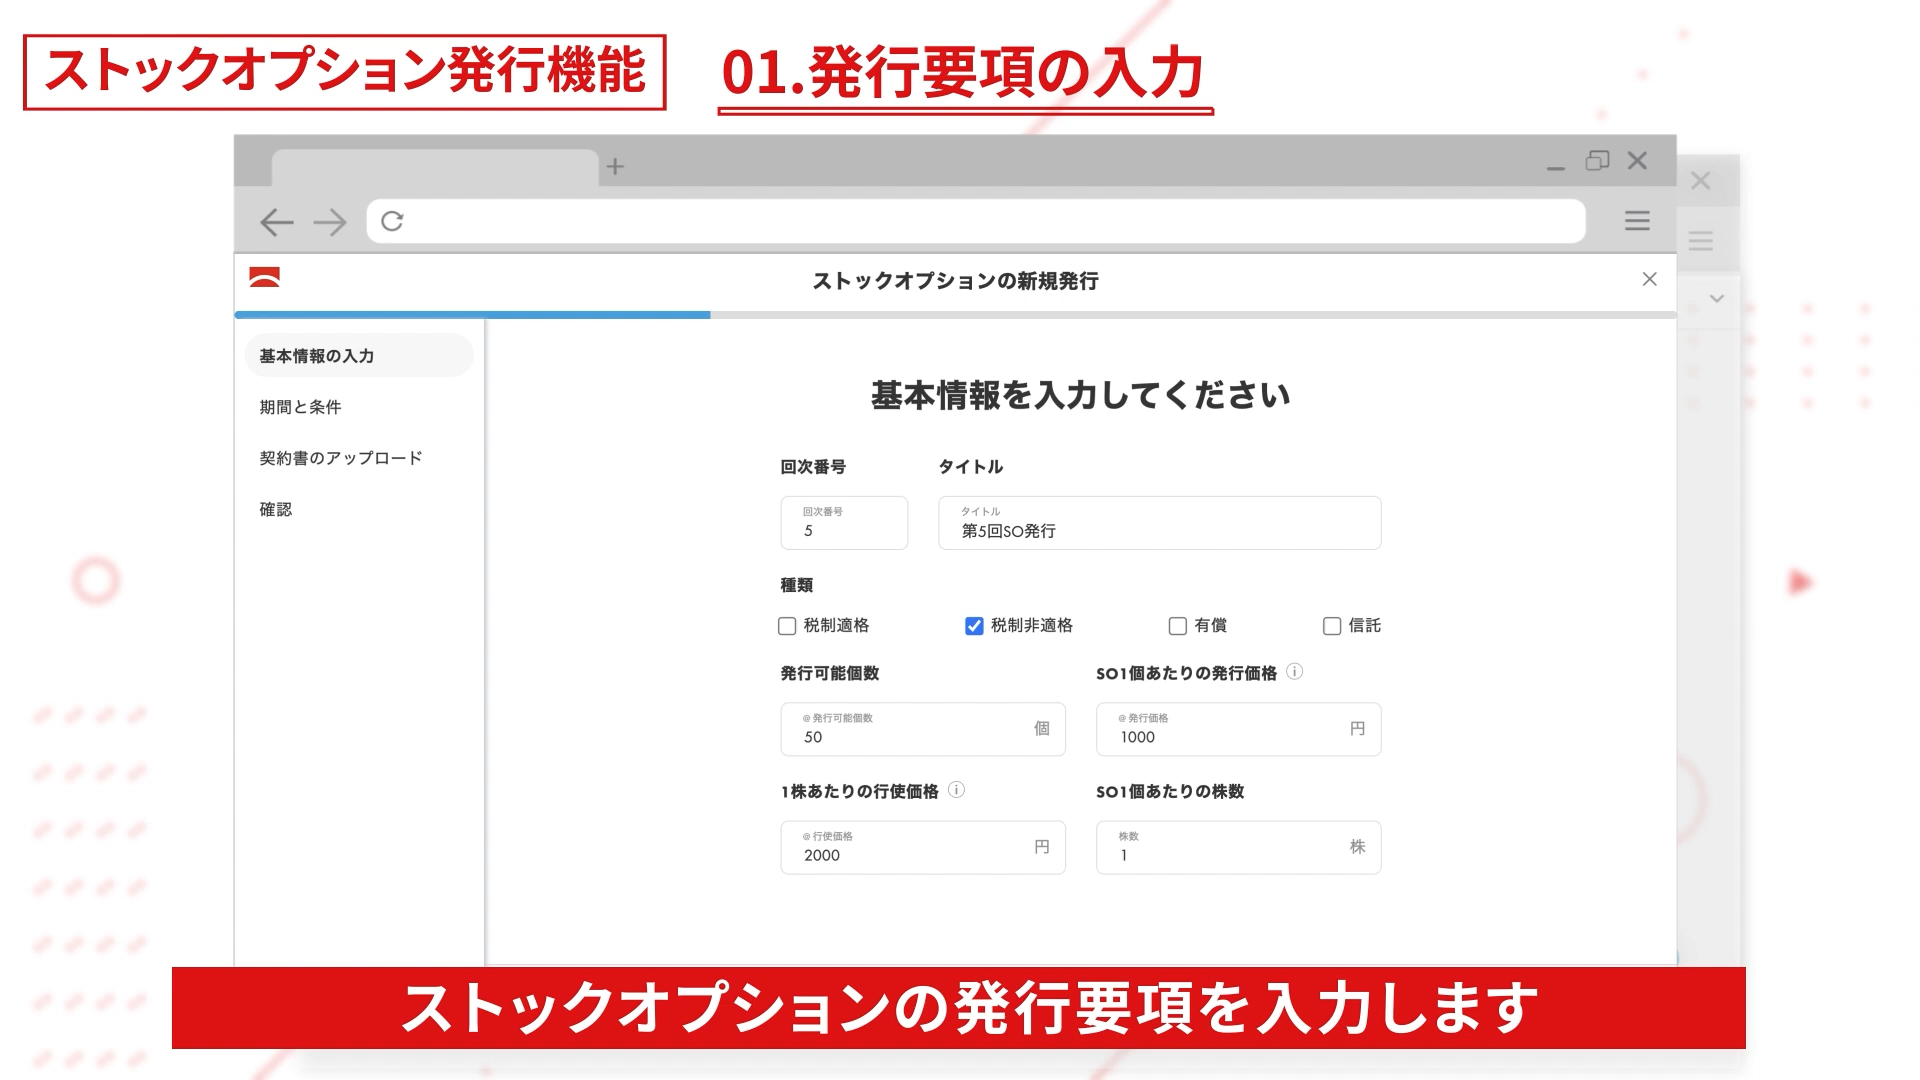 ストックオプション発行機能
01.発行要項の入力
ストックオプションの新規発行
基本情報の入力
期間と条件
契約書のアップロード
確認
基本情報を入力してください
回次番号 タイトル
回次番号 タイトル
5 第5回SO発行
種類
税制適格 税制非適格 有償 信託
発行可能個数 SO1個あたりの発行価格
@発行可能個数 個 @発行価格 円
50 1000
1株あたりの行使価格 SO1個あたりの株数
@行使価格 円 株数 株
2000 1
ストックオプションの発行要項を入力します